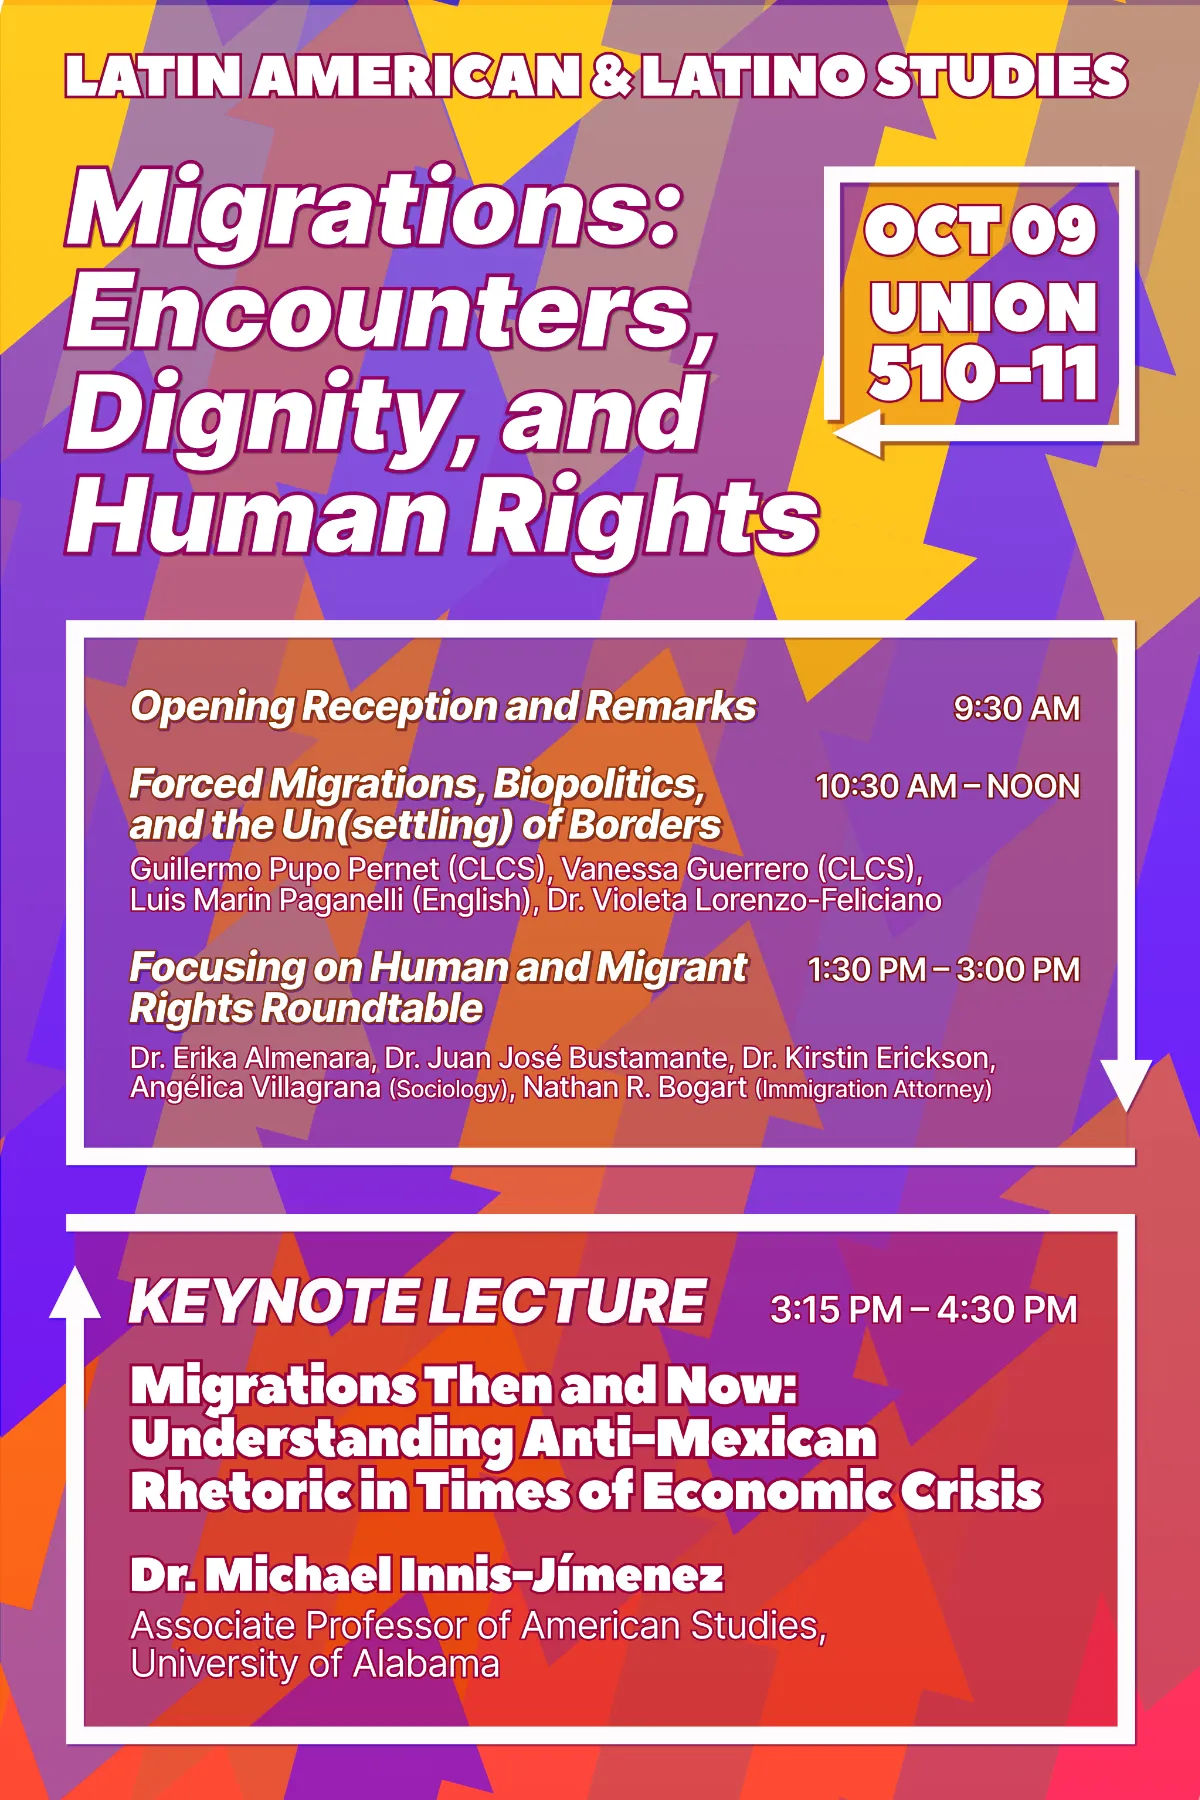 LATIN AMERICAN & LATINO STUDIES
Migrations:
Encounters,
Dignity, and
Human Rights
OCT 09
UNION
510-11
Opening Reception and Remarks 9:30 AM
Forced Migrations, Biopolitics, 10:30 AM – NOON
and the Un(settling) of Borders
Guillermo Pupo Pernet (CLCS), Vanessa Guerrero (CLCS),
Luis Marin Paganelli (English), Dr. Violeta Lorenzo-Feliciano
Focusing on Human and Migrant 1:30 PM – 3:00 PM
Rights Roundtable
Dr. Erika Almenara, Dr. Juan José Bustamante, Dr. Kirstin Erickson,
Angélica Villagrana (Sociology), Nathan R. Bogart (Immigration Attorney)
KEYNOTE LECTURE 3:15 PM – 4:30 PM
Migrations Then and Now:
Understanding Anti-Mexican
Rhetoric in Times of Economic Crisis
Dr. Michael Innis-Jímenez
Associate Professor of American Studies,
University of Alabama